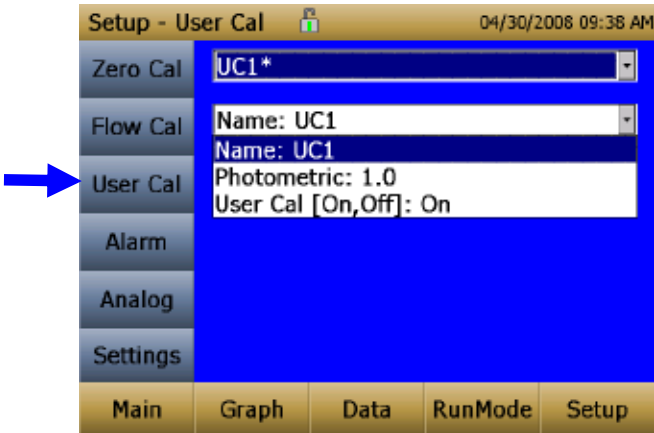 Setup - User Cal 04/30/2008 09:38 AM
Zero Cal
UC1*
Flow Cal
Name: UC1
Name: UC1
User Cal
Photometric: 1.0
User Cal [On,Off]: On
Alarm
Analog
Settings
Main Graph Data RunMode Setup